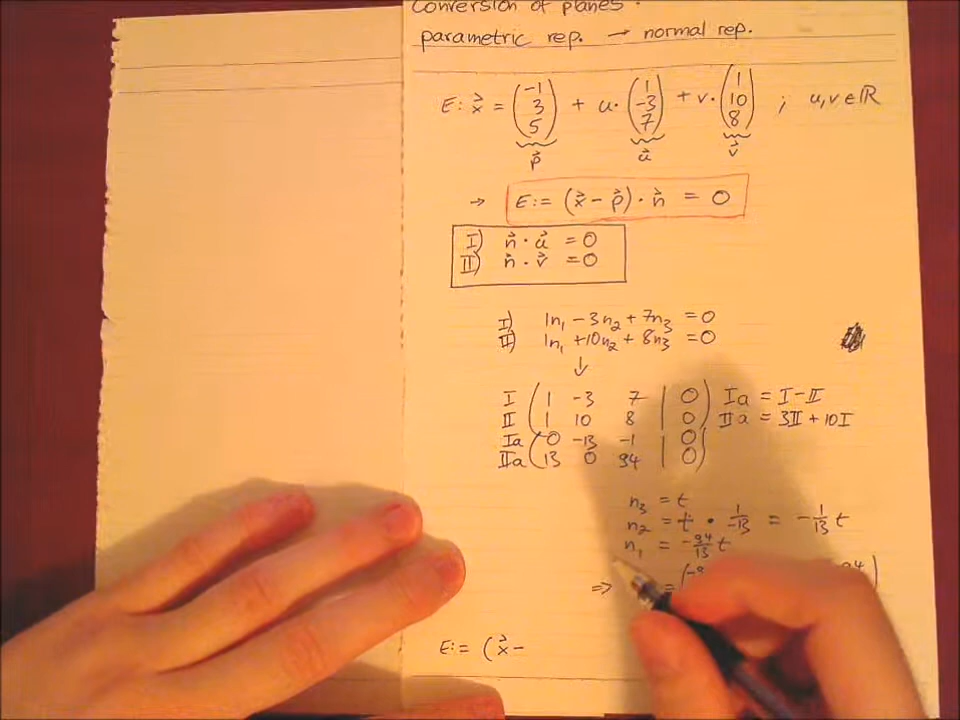 Conversion of planes:
parametric rep. → normal rep.
E: x⃗ = (-1 3 5) + u · (1 -3 7) + v · (1 10 8) ; u,v ∈ ℝ
p⃗ u⃗ v⃗
→ E:= (x⃗ - p⃗) · n⃗ = 0
I) n⃗ · u⃗ = 0
II) n⃗ · v⃗ = 0
I) 1n₁ - 3n₂ + 7n₃ = 0
II) 1n₁ + 10n₂ + 8n₃ = 0
↓
I ( 1 -3 7 | 0 ) Ia = I - II
II ( 1 10 8 | 0 ) IIa = 3II + 10I
Ia ( 0 -13 -1 | 0 )
IIa ( 13 0 94 | 0 )
n₃ = t
n₂ = t · 1/-13 = -1/13 t
n₁ = -94/13 t
⇒ =
E:= (x⃗ -